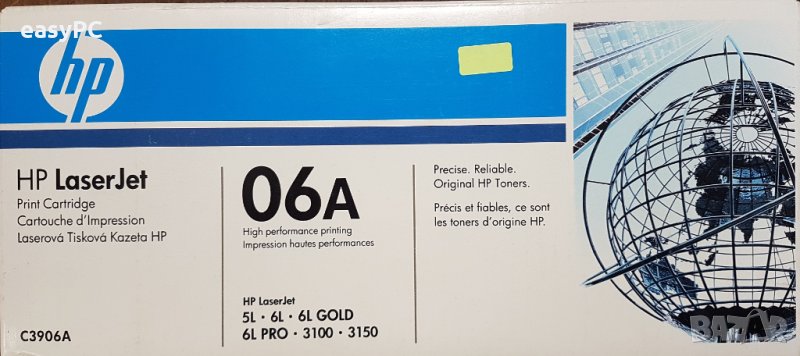 easyPC
hp
HP LaserJet
Print Cartridge
Cartouche d'Impression
Laserová Tisková Kazeta HP
C3906A
06A
High performance printing
Impression hautes performances
HP LaserJet
5L · 6L · 6L GOLD
6L PRO · 3100 · 3150
Precise. Reliable.
Original HP Toners.
Précis et fiables, ce sont
les toners d'origine HP.
BAZAR